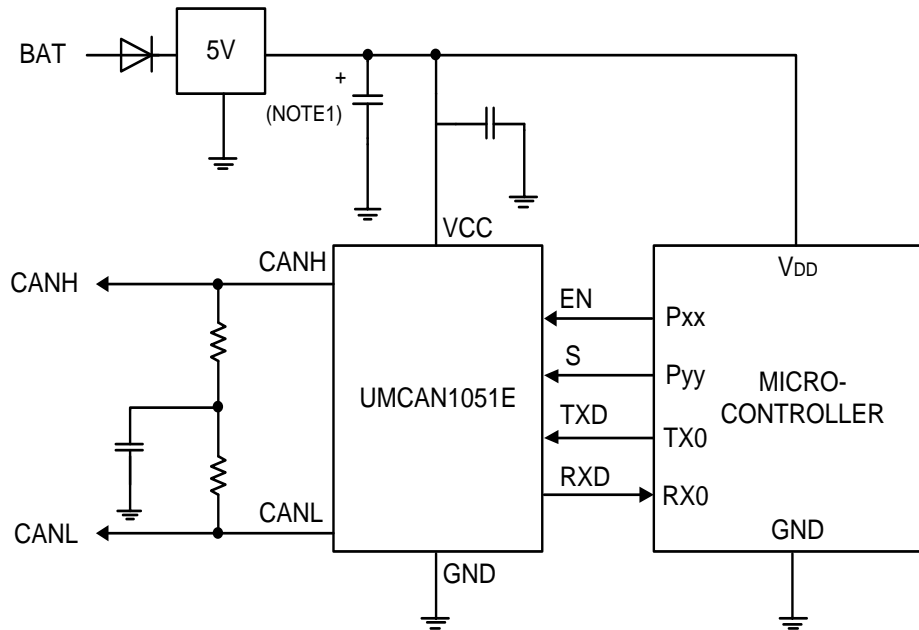 BAT
5V
+
(NOTE1)
VCC
CANH
CANH
VDD
EN
Pxx
S
Pyy
UMCAN1051E
MICRO-
CONTROLLER
TXD
TX0
RXD
RX0
CANL
CANL
GND
GND